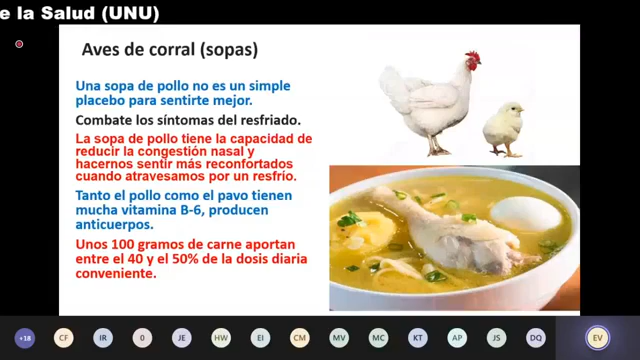 e la Salud (UNU)
Aves de corral (sopas)
Una sopa de pollo no es un simple
placebo para sentirte mejor.
Combate los síntomas del resfriado.
La sopa de pollo tiene la capacidad de
reducir la congestión nasal y
hacernos sentir más reconfortados
cuando atravesamos por un resfrío.
Tanto el pollo como el pavo tienen
mucha vitamina B-6, producen
anticuerpos.
Unos 100 gramos de carne aportan
entre el 40 y el 50% de la dosis diaria
conveniente.
+18 CF IR 0 JE HW EI CM MV MC KT AP JS DQ EV